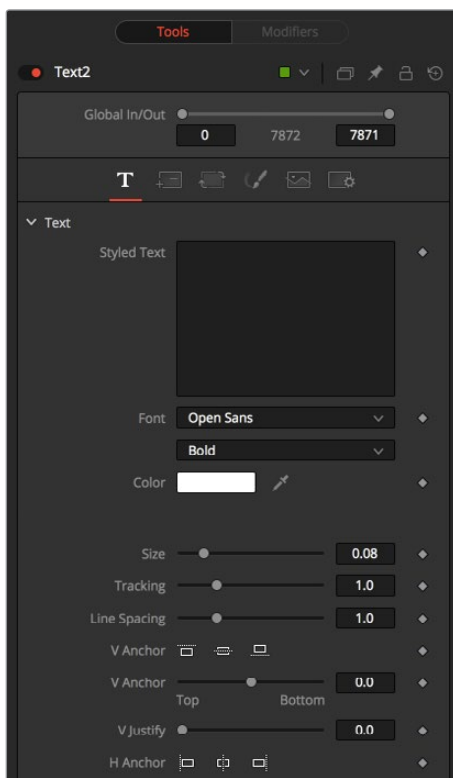 Tools Modifiers
Text2
Global In/Out
0 7872 7871
T
Text
Styled Text
Font Open Sans
Bold
Color
Size 0.08
Tracking 1.0
Line Spacing 1.0
V Anchor
V Anchor 0.0
Top Bottom
V Justify 0.0
H Anchor